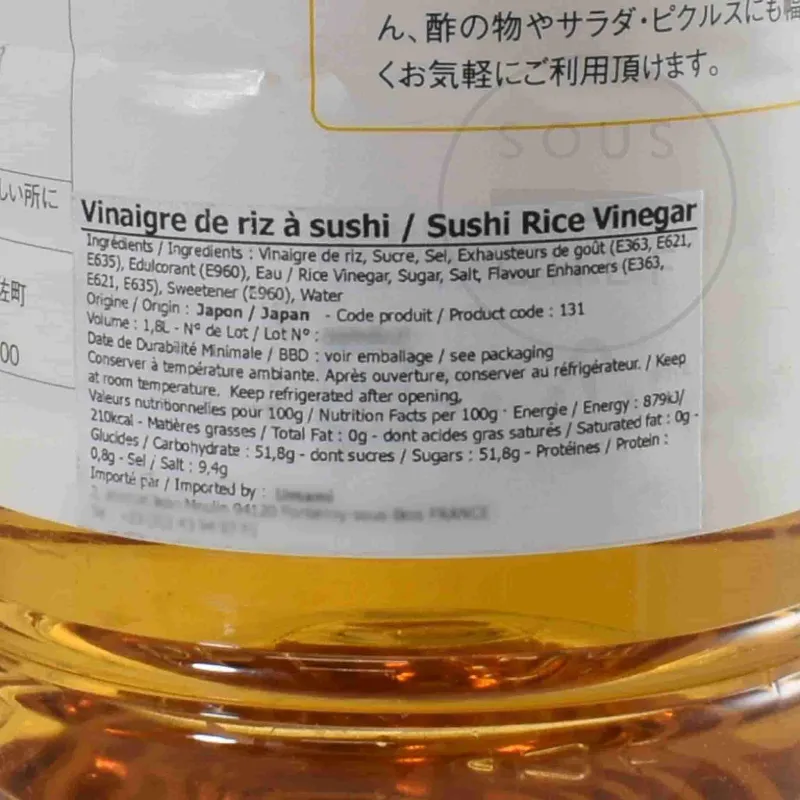 ん、酢の物やサラダ・ピクルスにも幅
くお気軽にご利用頂けます。
SOUS
しい所に
佐町
00
Vinaigre de riz à sushi / Sushi Rice Vinegar
Ingrédients / Ingredients : Vinaigre de riz, Sucre, Sel, Exhausteurs de goût (E363, E621,
E635), Edulcorant (E960), Eau / Rice Vinegar, Sugar, Salt, Flavour Enhancers (E363,
E621, E635), Sweetener (E960), Water
Origine / Origin : Japon / Japan - Code produit / Product code : 131
Volume : 1,8L - N° de Lot / Lot N° :
Date de Durabilité Minimale / BBD : voir emballage / see packaging
Conserver à température ambiante. Après ouverture, conserver au réfrigérateur. / Keep
at room temperature. Keep refrigerated after opening,
Valeurs nutritionnelles pour 100g / Nutrition Facts per 100g : Energie / Energy : 879kJ/
210kcal - Matières grasses / Total Fat : 0g - dont acides gras saturés / Saturated fat : 0g -
Glucides / Carbohydrate : 51,8g - dont sucres / Sugars : 51,8g - Protéines / Protein :
0,8g - Sel / Salt : 9,4g
Importé par / Imported by :
94120 FRANCE